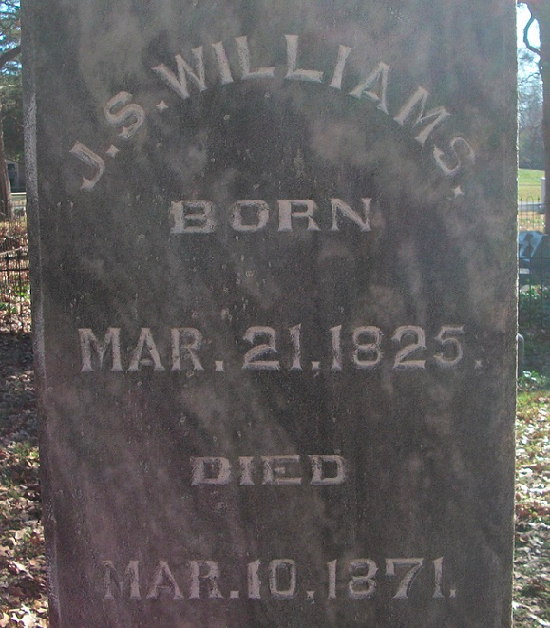 J.S.WILLIAMS.
BORN
MAR.21.1825.
DIED
MAR.10.1871.